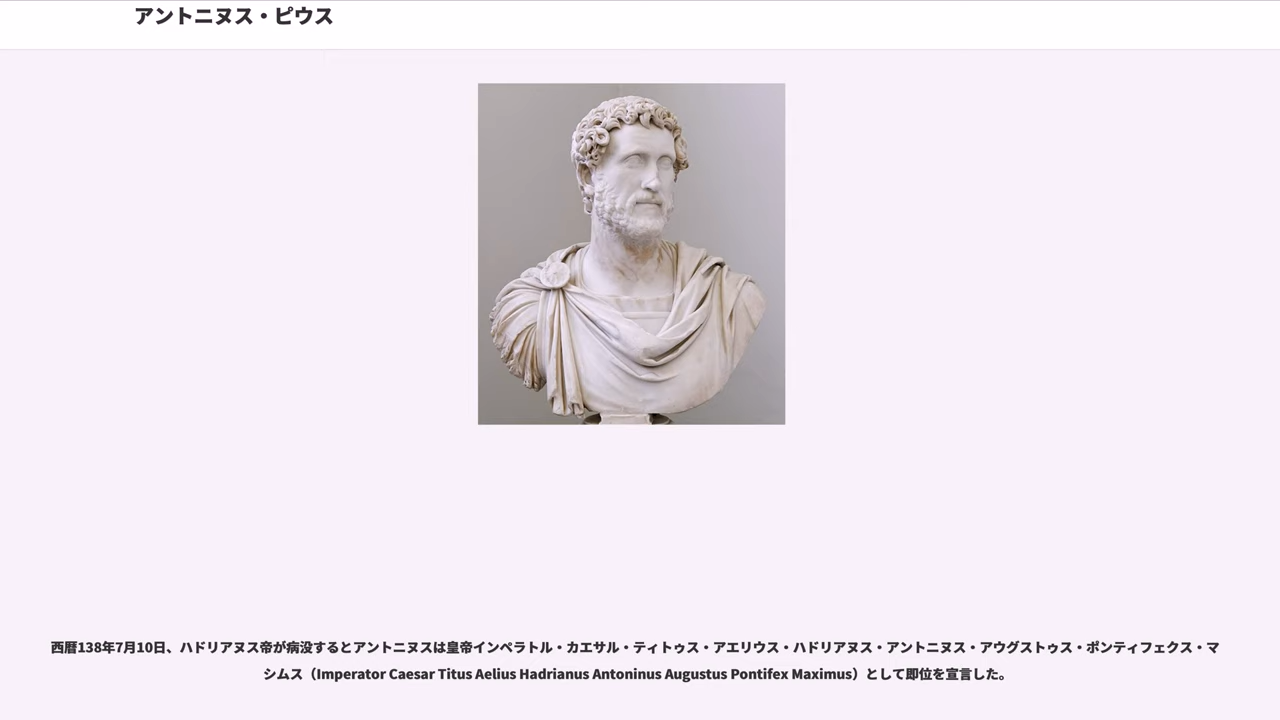 アントニヌス・ピウス
西暦138年7月10日、ハドリアヌス帝が病没するとアントニヌスは皇帝インペラトル・カエサル・ティトゥス・アエリウス・ハドリアヌス・アントニヌス・アウグストゥス・ポンティフェクス・マ
シムス（Imperator Caesar Titus Aelius Hadrianus Antoninus Augustus Pontifex Maximus）として即位を宣言した。